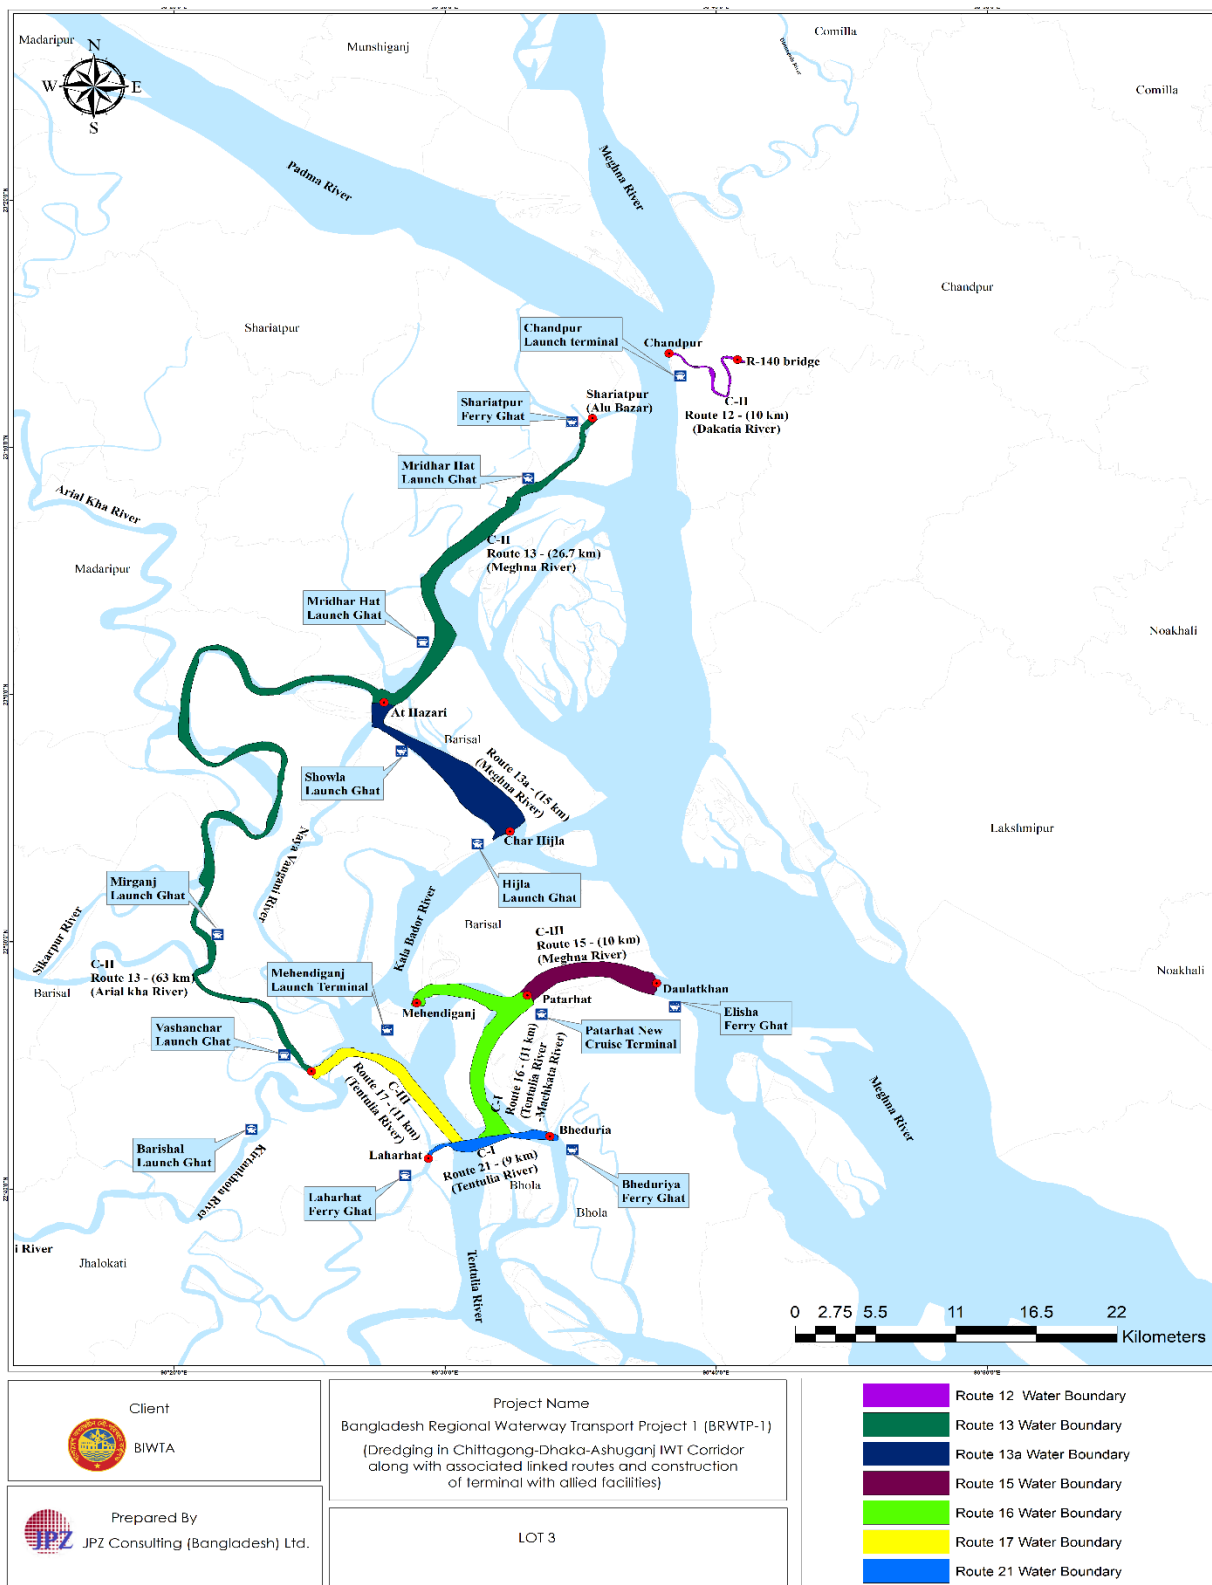 Madaripur
N
W
E
S
Munshiganj
Comilla
Comilla
Padma River
Meghna River
Chandpur
Shariatpur
Chandpur
Launch terminal
Chandpur
R-140 bridge
C-II
Route 12 - (10 km)
(Dakatia River)
Shariatpur
(Alu Bazar)
Shariatpur
Ferry Ghat
Mridhar Hat
Launch Ghat
Arial Kha River
C-II
Route 13 - (26.7 km)
(Meghna River)
Madaripur
Mridhar Hat
Launch Ghat
Noakhali
At Hazari
Barisal
Showla
Launch Ghat
Route 13a - (15 km)
(Meghna River)
Char Hijla
Lakshmipur
Naya Vangani River
Mirganj
Launch Ghat
Hijla
Launch Ghat
Kala Bador River
Barisal
Sikarpur River
C-II
Route 13 - (63 km)
(Arial kha River)
Barisal
C-III
Route 15 - (10 km)
(Meghna River)
Noakhali
Mehendiganj
Launch Terminal
Mehendiganj
Patarhat
Daulatkhan
Elisha
Ferry Ghat
Patarhat New
Cruise Terminal
Vashanchar
Launch Ghat
C-III
Route 17 - (11 km)
(Tentulia River)
C-I
Route 16 - (11 km)
(Tentulia River
-Machkata River)
Meghna River
Bheduria
Barishal
Launch Ghat
Kirtankhola River
Laharhat
C-I
Route 21 - (9 km)
(Tentulia River)
Laharhat
Ferry Ghat
Bheduriya
Ferry Ghat
Bhola
Bhola
i River
Jhalokati
Tentulia River
0 2.75 5.5 11 16.5 22
Kilometers
Client
BIWTA
Prepared By
JPZ
JPZ Consulting (Bangladesh) Ltd.
Project Name
Bangladesh Regional Waterway Transport Project 1 (BRWTP-1)
(Dredging in Chittagong-Dhaka-Ashuganj IWT Corridor
along with associated linked routes and construction
of terminal with allied facilities)
LOT 3
Route 12 Water Boundary
Route 13 Water Boundary
Route 13a Water Boundary
Route 15 Water Boundary
Route 16 Water Boundary
Route 17 Water Boundary
Route 21 Water Boundary